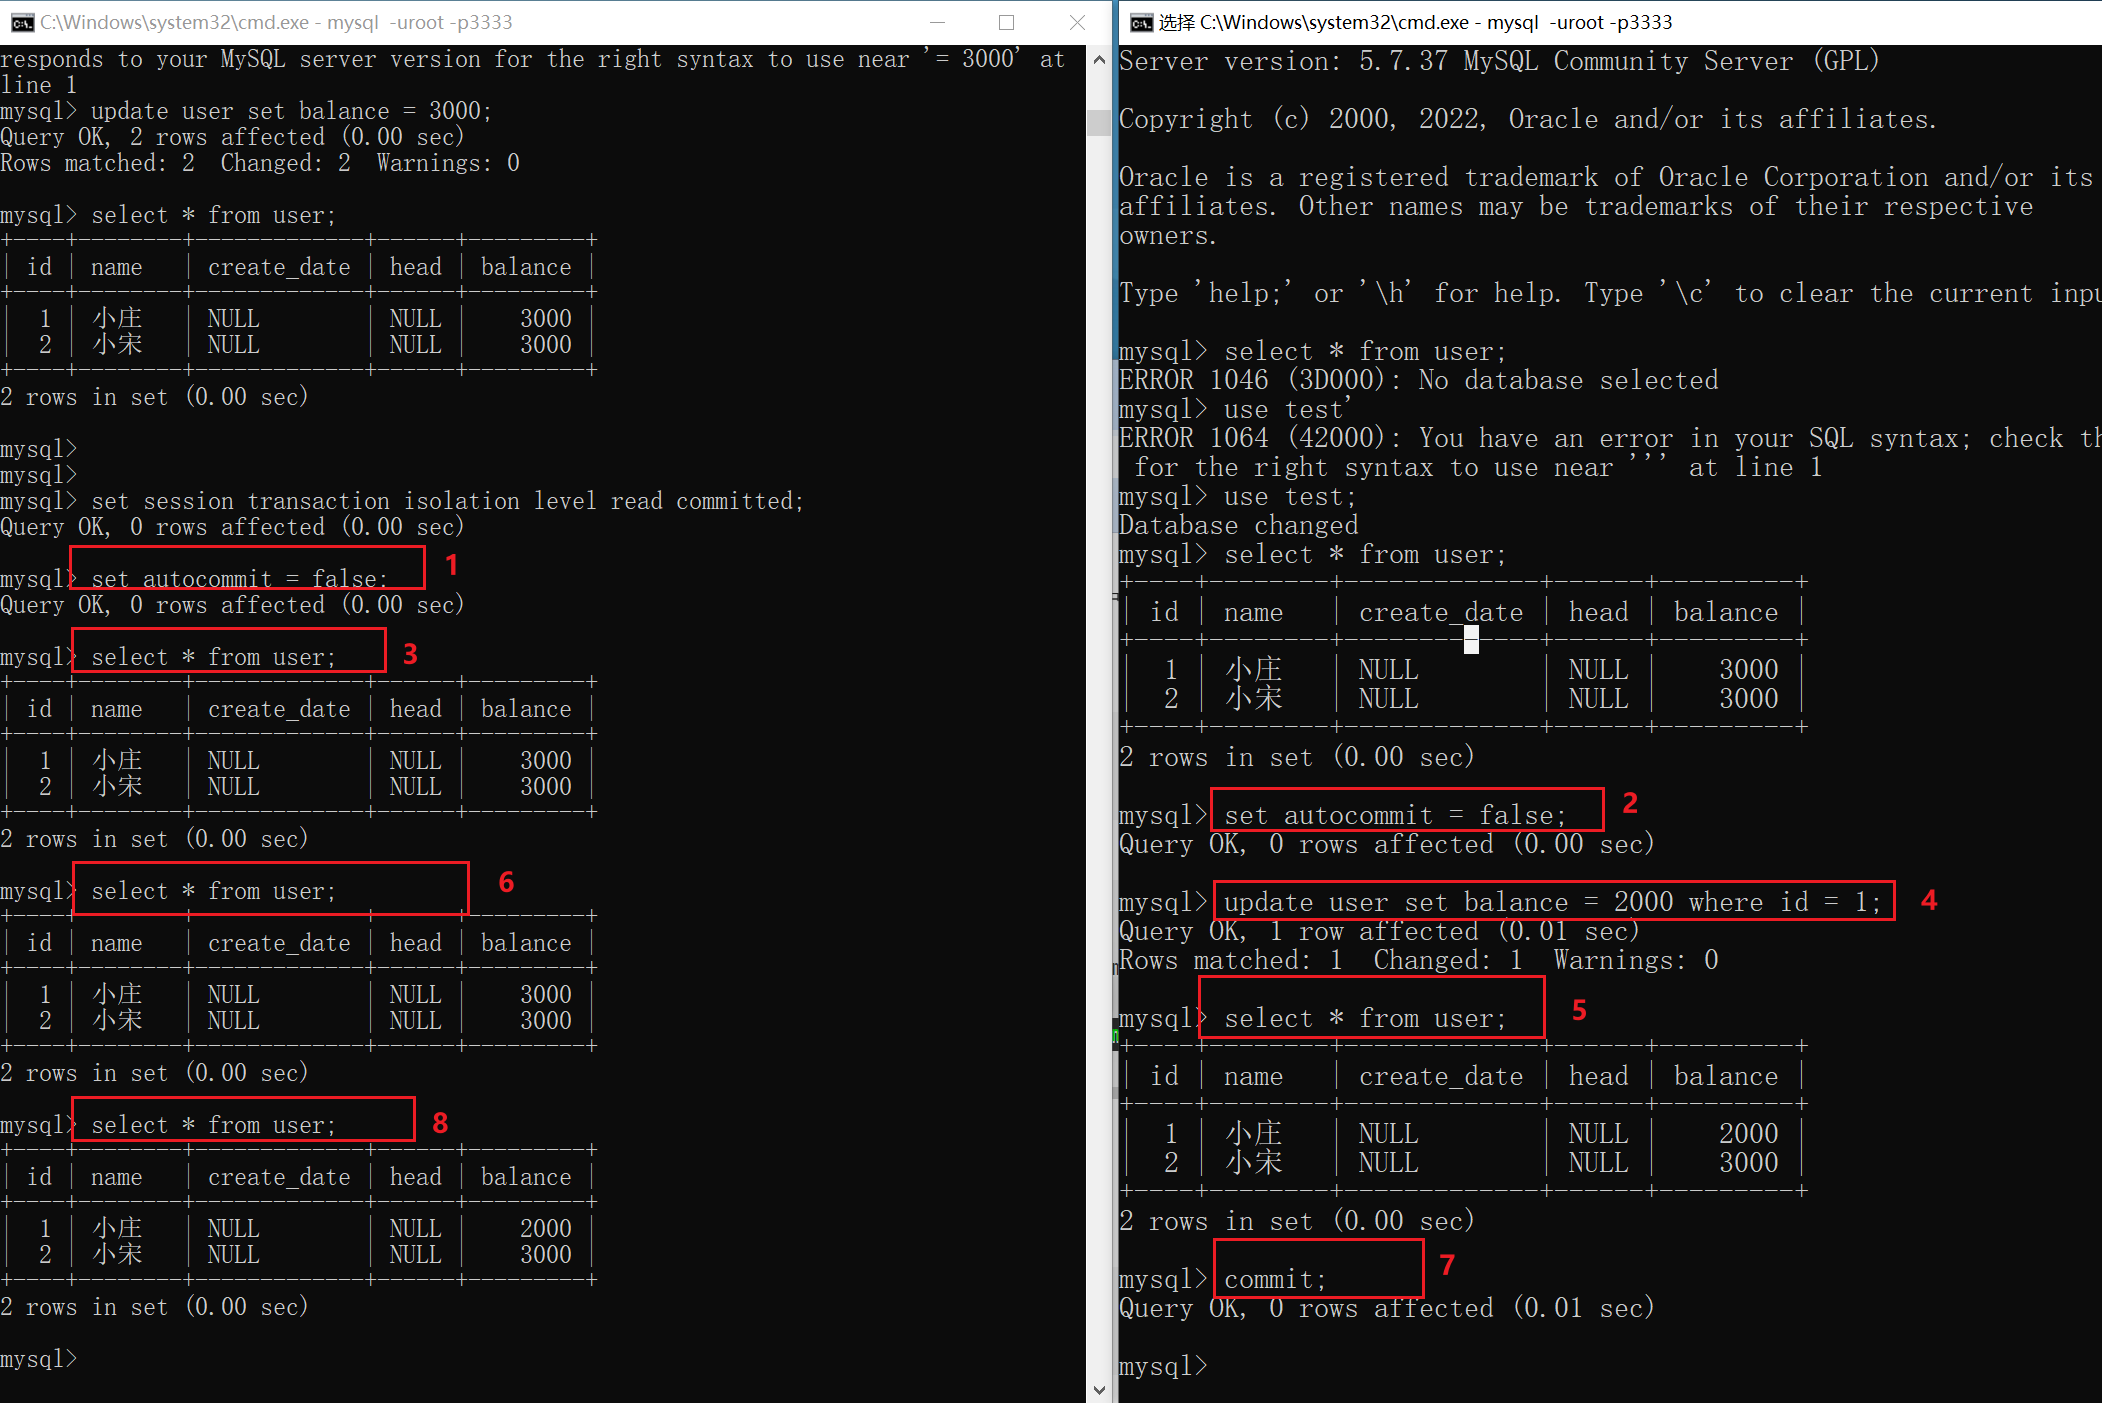 C:\Windows\system32\cmd.exe - mysql  -uroot -p3333
responds to your MySQL server version for the right syntax to use near '= 3000' at
line 1
mysql> update user set balance = 3000;
Query OK, 2 rows affected (0.00 sec)
Rows matched: 2  Changed: 2  Warnings: 0
mysql> select * from user;
+----+--------+-------------+------+---------+
| id | name   | create_date | head | balance |
+----+--------+-------------+------+---------+
|  1 | 小庄   | NULL        | NULL |    3000 |
|  2 | 小宋   | NULL        | NULL |    3000 |
+----+--------+-------------+------+---------+
2 rows in set (0.00 sec)
mysql>
mysql>
mysql> set session transaction isolation level read committed;
Query OK, 0 rows affected (0.00 sec)
mysql> set autocommit = false; 1
Query OK, 0 rows affected (0.00 sec)
mysql> select * from user; 3
+----+--------+-------------+------+---------+
| id | name   | create_date | head | balance |
+----+--------+-------------+------+---------+
|  1 | 小庄   | NULL        | NULL |    3000 |
|  2 | 小宋   | NULL        | NULL |    3000 |
+----+--------+-------------+------+---------+
2 rows in set (0.00 sec)
mysql> select * from user; 6
+----+--------+-------------+------+---------+
| id | name   | create_date | head | balance |
+----+--------+-------------+------+---------+
|  1 | 小庄   | NULL        | NULL |    3000 |
|  2 | 小宋   | NULL        | NULL |    3000 |
+----+--------+-------------+------+---------+
2 rows in set (0.00 sec)
mysql> select * from user; 8
+----+--------+-------------+------+---------+
| id | name   | create_date | head | balance |
+----+--------+-------------+------+---------+
|  1 | 小庄   | NULL        | NULL |    2000 |
|  2 | 小宋   | NULL        | NULL |    3000 |
+----+--------+-------------+------+---------+
2 rows in set (0.00 sec)
mysql>
选择 C:\Windows\system32\cmd.exe - mysql  -uroot -p3333
Server version: 5.7.37 MySQL Community Server (GPL)
Copyright (c) 2000, 2022, Oracle and/or its affiliates.
Oracle is a registered trademark of Oracle Corporation and/or its
affiliates. Other names may be trademarks of their respective
owners.
Type 'help;' or '\h' for help. Type '\c' to clear the current inpu
mysql> select * from user;
ERROR 1046 (3D000): No database selected
mysql> use test'
ERROR 1064 (42000): You have an error in your SQL syntax; check th
 for the right syntax to use near ''' at line 1
mysql> use test;
Database changed
mysql> select * from user;
+----+--------+-------------+------+---------+
| id | name   | create_date | head | balance |
+----+--------+-------------+------+---------+
|  1 | 小庄   | NULL        | NULL |    3000 |
|  2 | 小宋   | NULL        | NULL |    3000 |
+----+--------+-------------+------+---------+
2 rows in set (0.00 sec)
mysql> set autocommit = false; 2
Query OK, 0 rows affected (0.00 sec)
mysql> update user set balance = 2000 where id = 1; 4
Query OK, 1 row affected (0.01 sec)
Rows matched: 1  Changed: 1  Warnings: 0
mysql> select * from user; 5
+----+--------+-------------+------+---------+
| id | name   | create_date | head | balance |
+----+--------+-------------+------+---------+
|  1 | 小庄   | NULL        | NULL |    2000 |
|  2 | 小宋   | NULL        | NULL |    3000 |
+----+--------+-------------+------+---------+
2 rows in set (0.00 sec)
mysql> commit; 7
Query OK, 0 rows affected (0.01 sec)
mysql>